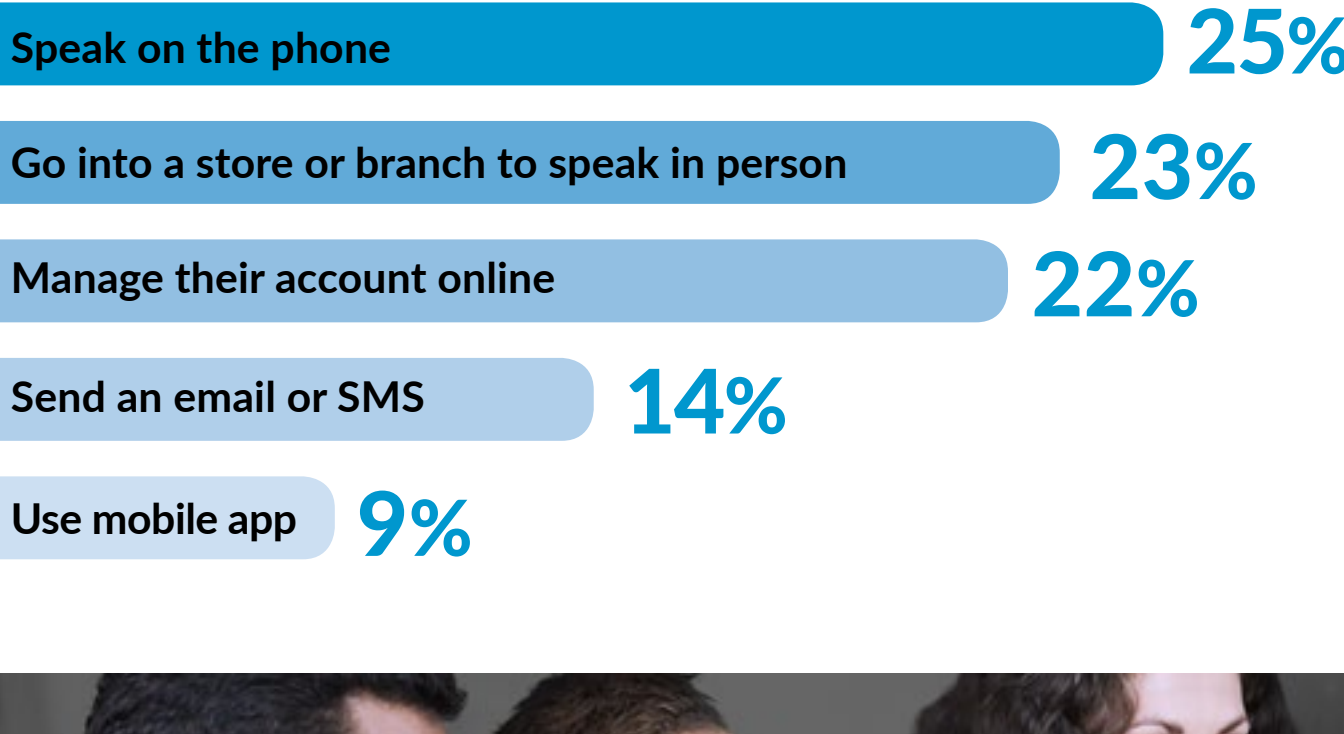 Speak on the phone 25%
Go into a store or branch to speak in person 23%
Manage their account online 22%
Send an email or SMS 14%
Use mobile app 9%